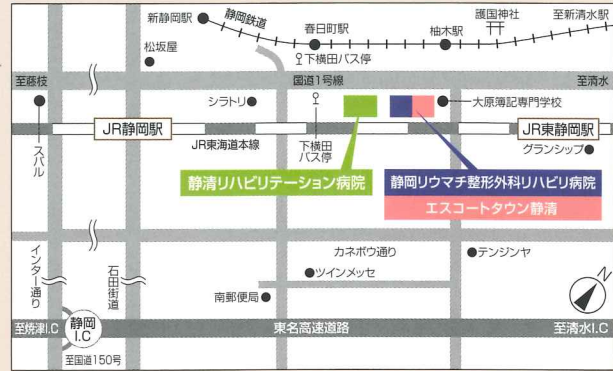 新静岡駅
静岡鉄道
春日町駅
柚木駅
護国神社
至新清水駅
松坂屋
下横田バス停
至藤枝
国道1号線
至清水
シラトリ
大原簿記専門学校
JR静岡駅
JR東海道本線
下横田
バス停
JR東静岡駅
グランシップ
スバル
静清リハビリテーション病院
静岡リウマチ整形外科リハビリ病院
エスコートタウン静清
インター通り
石田街道
カネボウ通り
テンジンヤ
ツインメッセ
南郵便局
N
至焼津I.C
静岡
I.C
東名高速道路
至清水I.C
至国道150号